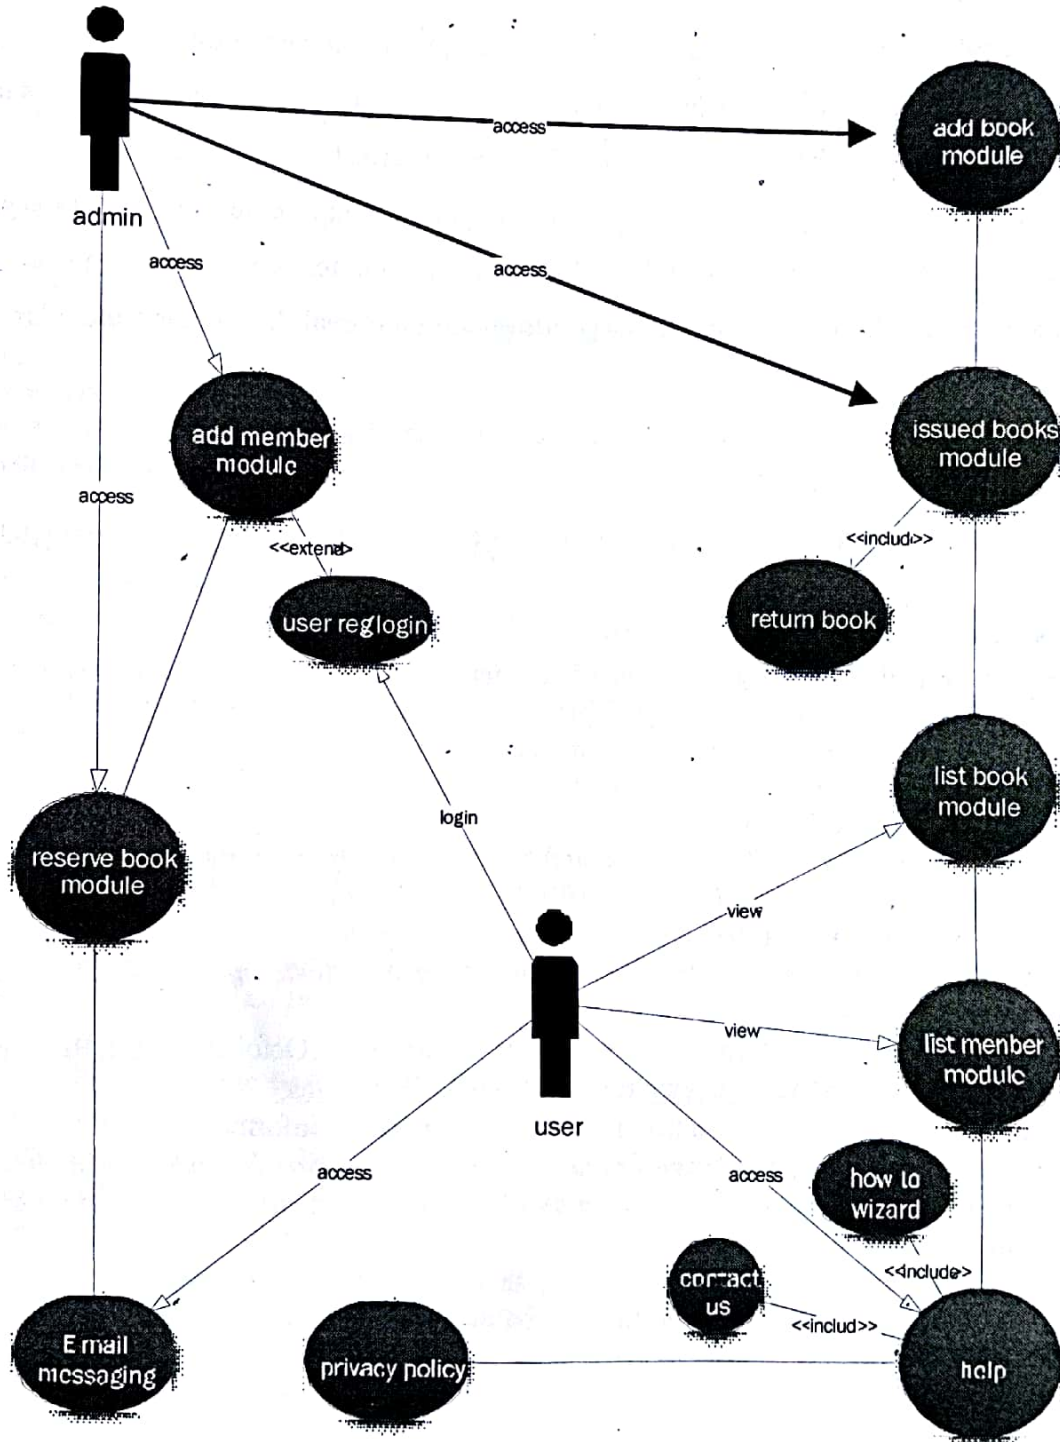 access
add book
module
admin
access
access
add member
module
issued books
module
access
<<extend>
<<includ>>
user reglogin
return book
list book
module
login
reserve book
module
view
view
list menber
module
user
access
access
how to
wizard
<<include>
contact
us
<<includ>>
E mail
messaging
privacy policy
help